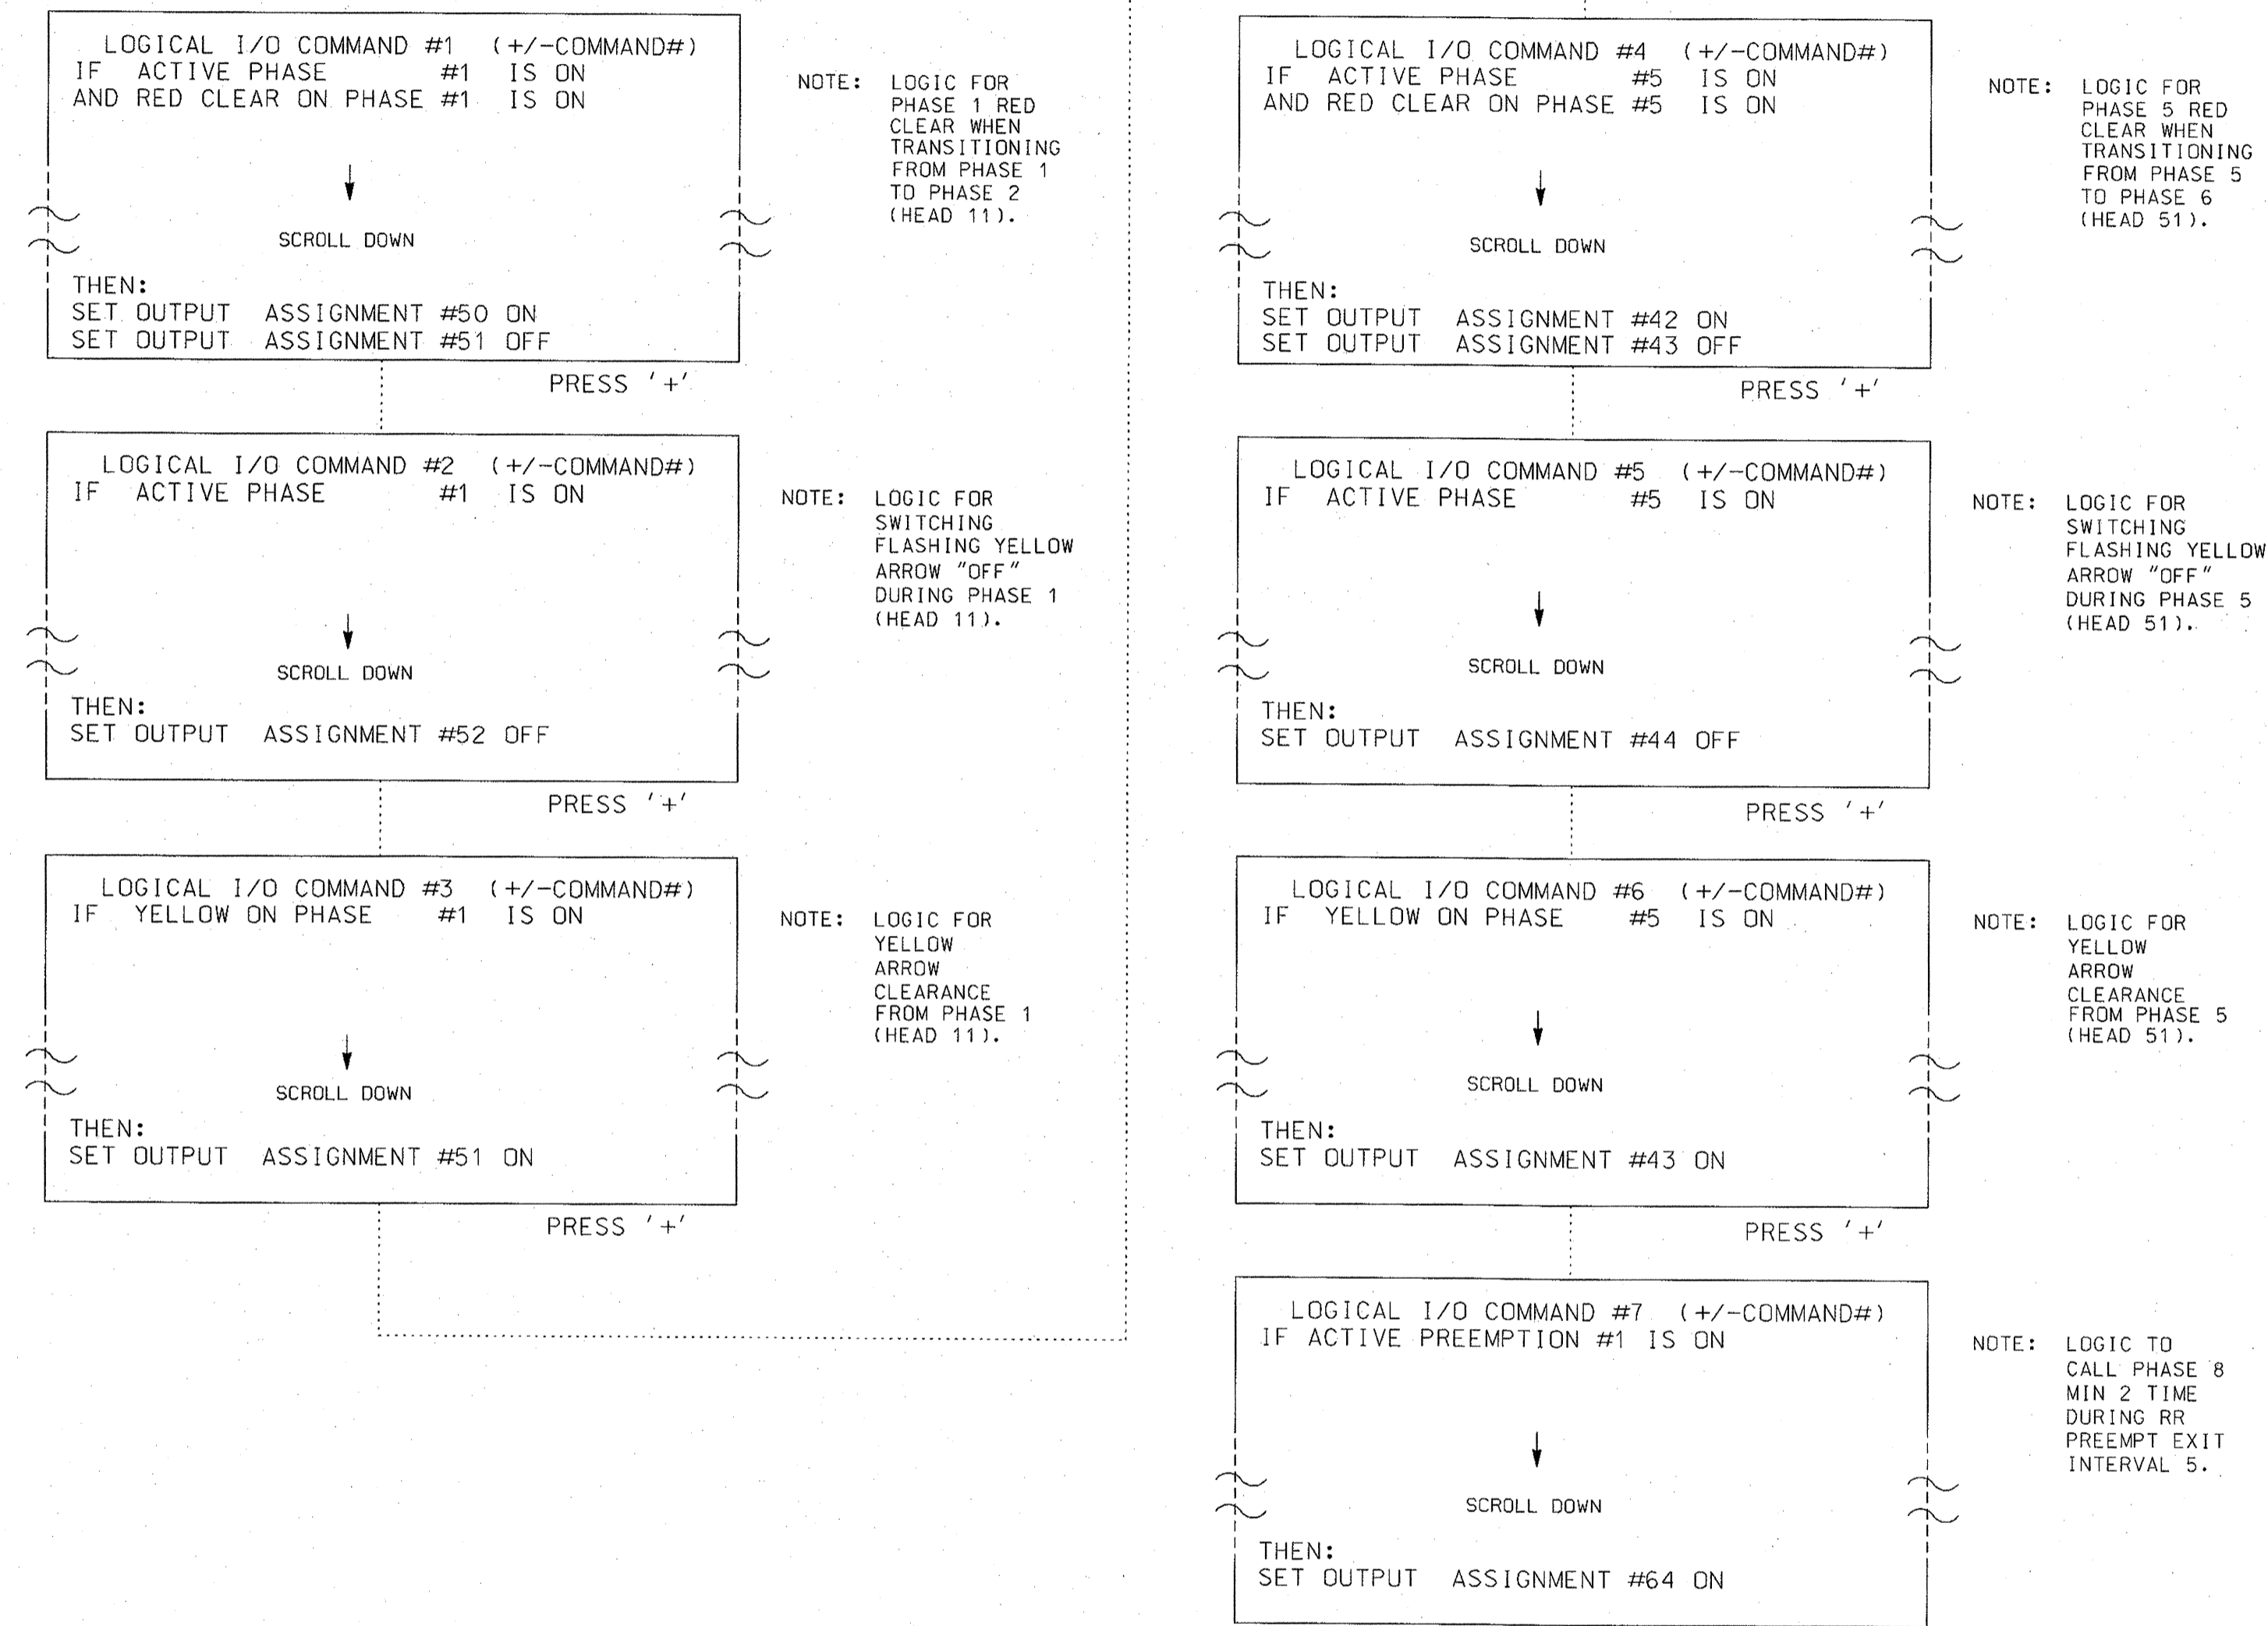 LOGICAL I/O COMMAND #1 (+/-COMMAND#)
IF ACTIVE PHASE #1 IS ON
AND RED CLEAR ON PHASE #1 IS ON
SCROLL DOWN
THEN:
SET OUTPUT ASSIGNMENT #50 ON
SET OUTPUT ASSIGNMENT #51 OFF
PRESS '+'
NOTE: LOGIC FOR
PHASE 1 RED
CLEAR WHEN
TRANSITIONING
FROM PHASE 1
TO PHASE 2
(HEAD 11).
LOGICAL I/O COMMAND #2 (+/-COMMAND#)
IF ACTIVE PHASE #1 IS ON
SCROLL DOWN
THEN:
SET OUTPUT ASSIGNMENT #52 OFF
PRESS '+'
NOTE: LOGIC FOR
SWITCHING
FLASHING YELLOW
ARROW "OFF"
DURING PHASE 1
(HEAD 11).
LOGICAL I/O COMMAND #3 (+/-COMMAND#)
IF YELLOW ON PHASE #1 IS ON
SCROLL DOWN
THEN:
SET OUTPUT ASSIGNMENT #51 ON
PRESS '+'
NOTE: LOGIC FOR
YELLOW
ARROW
CLEARANCE
FROM PHASE 1
(HEAD 11).
LOGICAL I/O COMMAND #4 (+/-COMMAND#)
IF ACTIVE PHASE #5 IS ON
AND RED CLEAR ON PHASE #5 IS ON
SCROLL DOWN
THEN:
SET OUTPUT ASSIGNMENT #42 ON
SET OUTPUT ASSIGNMENT #43 OFF
PRESS '+'
NOTE: LOGIC FOR
PHASE 5 RED
CLEAR WHEN
TRANSITIONING
FROM PHASE 5
TO PHASE 6
(HEAD 51).
LOGICAL I/O COMMAND #5 (+/-COMMAND#)
IF ACTIVE PHASE #5 IS ON
SCROLL DOWN
THEN:
SET OUTPUT ASSIGNMENT #44 OFF
PRESS '+'
NOTE: LOGIC FOR
SWITCHING
FLASHING YELLOW
ARROW "OFF"
DURING PHASE 5
(HEAD 51).
LOGICAL I/O COMMAND #6 (+/-COMMAND#)
IF YELLOW ON PHASE #5 IS ON
SCROLL DOWN
THEN:
SET OUTPUT ASSIGNMENT #43 ON
PRESS '+'
NOTE: LOGIC FOR
YELLOW
ARROW
CLEARANCE
FROM PHASE 5
(HEAD 51).
LOGICAL I/O COMMAND #7 (+/-COMMAND#)
IF ACTIVE PREEMPTION #1 IS ON
SCROLL DOWN
THEN:
SET OUTPUT ASSIGNMENT #64 ON
NOTE: LOGIC TO
CALL PHASE 8
MIN 2 TIME
DURING RR
PREEMPT EXIT
INTERVAL 5.